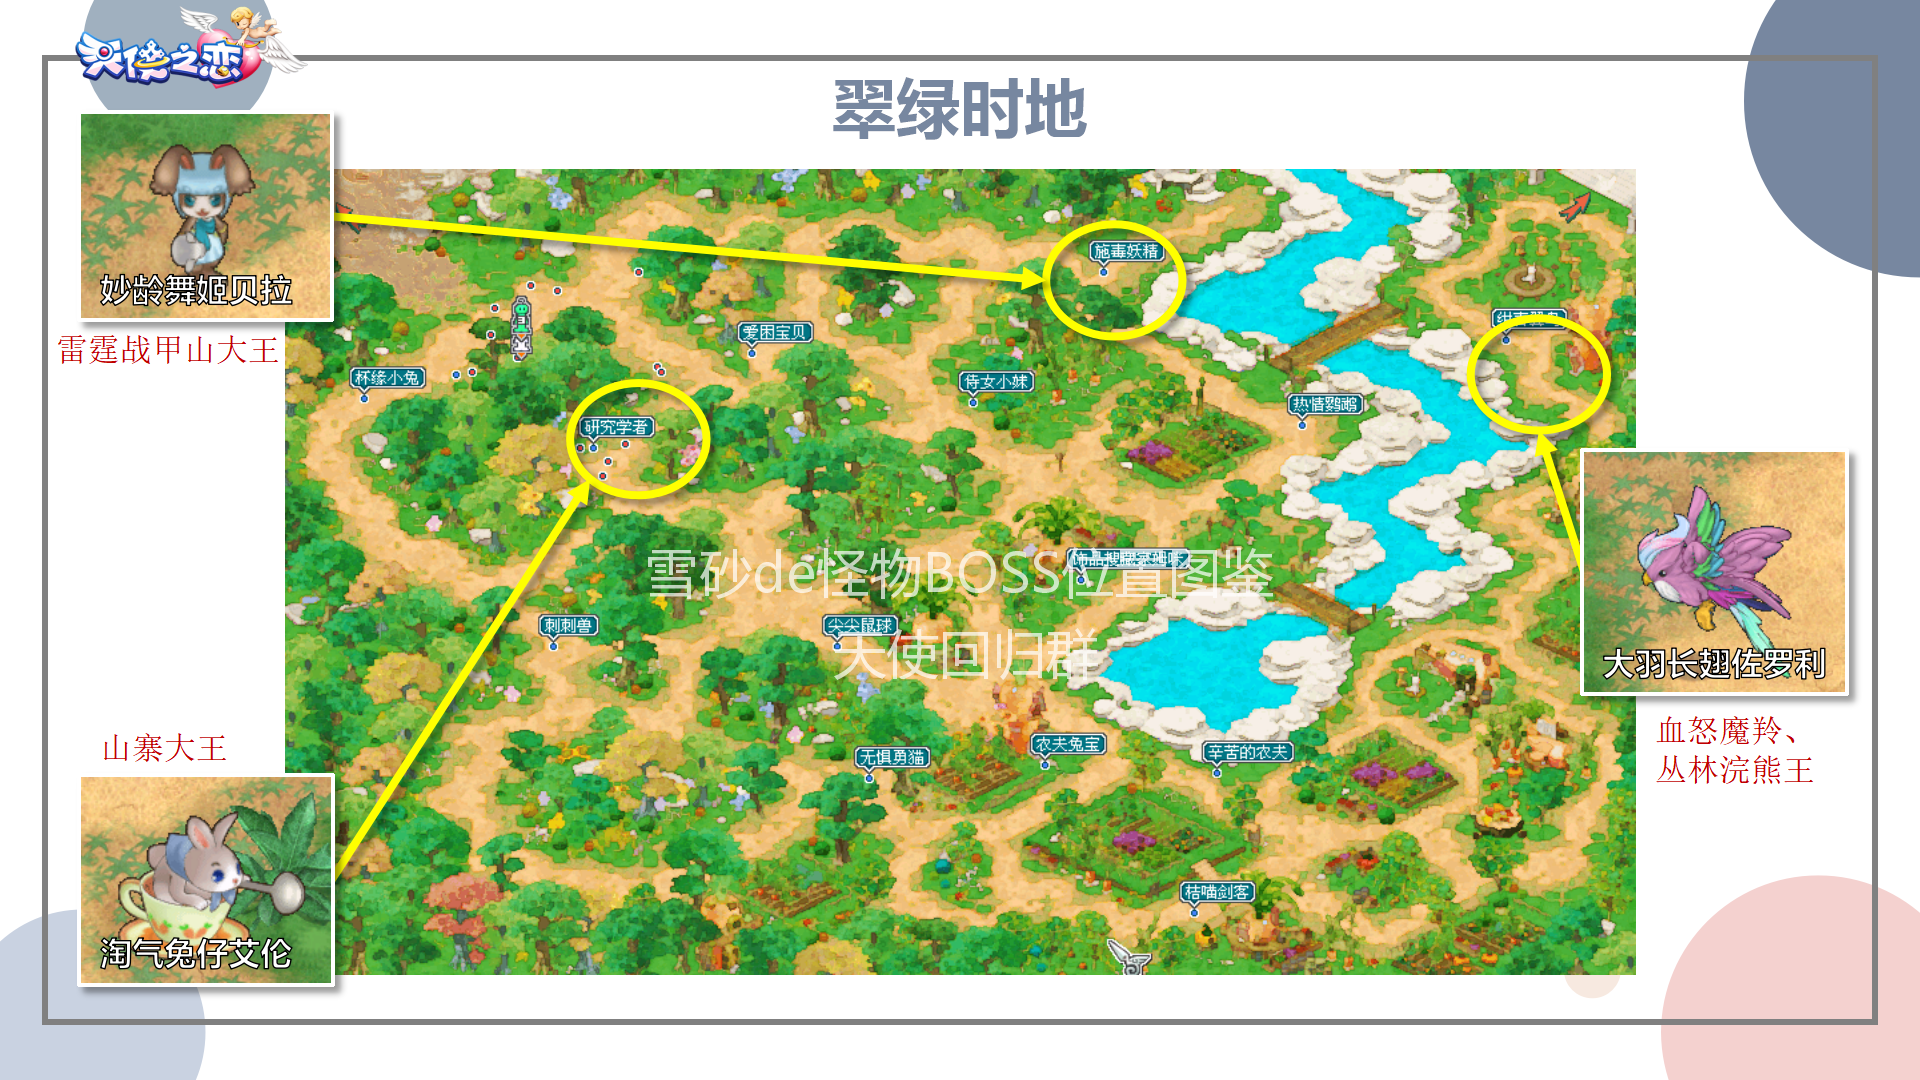 天使之恋
翠绿时地
妙龄舞姬贝拉
雷霆战甲山大王
施毒妖精
爱困宝贝
杯缘小兔
侍女小妹
热情鹦鹉
研究学者
雪砂de怪物BOSS位置图鉴
天使回归群
刺刺兽
尖尖鼠球
大羽长翅佐罗利
血怒魔羚、
丛林浣熊王
山寨大王
淘气兔仔艾伦
无惧勇猫
农夫兔宝
辛苦的农夫
桔喵剑客